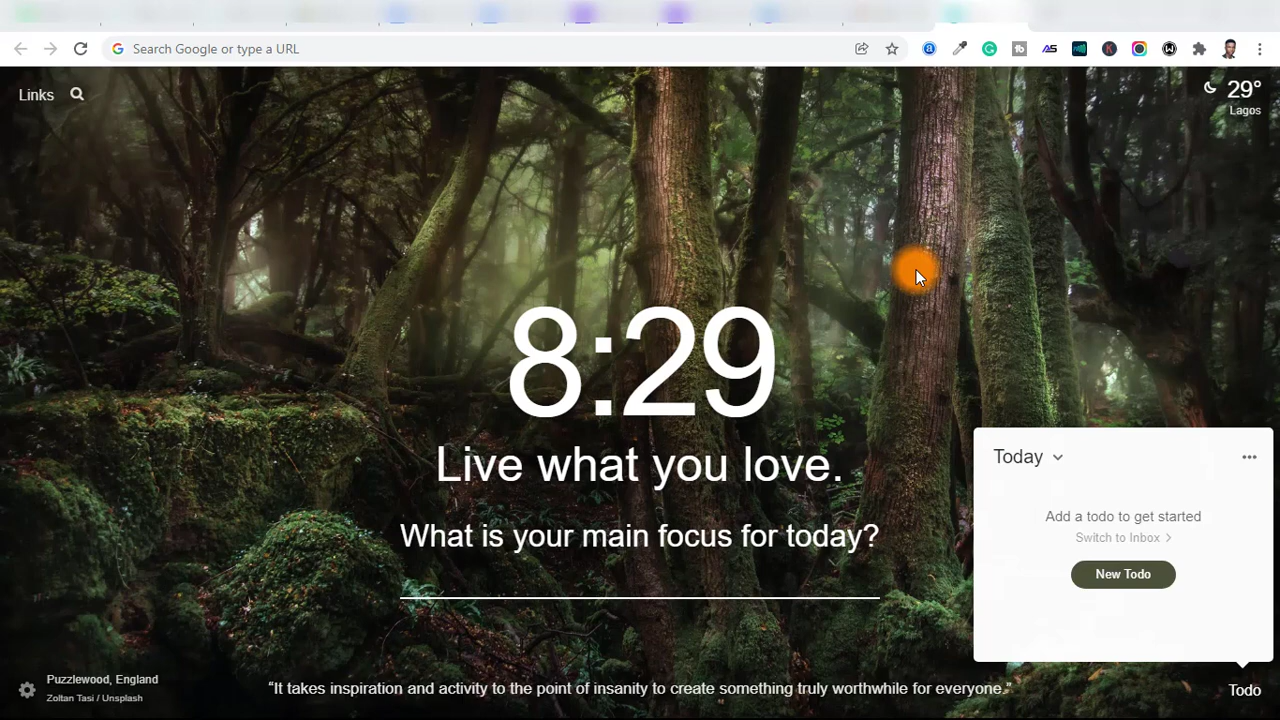 Search Google or type a URL
Links
29°
Lagos
8:29
Live what you love.
What is your main focus for today?
Today
Add a todo to get started
Switch to Inbox
New Todo
Puzzlewood, England
Zoltan Tasi / Unsplash
“It takes inspiration and activity to the point of insanity to create something truly worthwhile for everyone.”
Todo